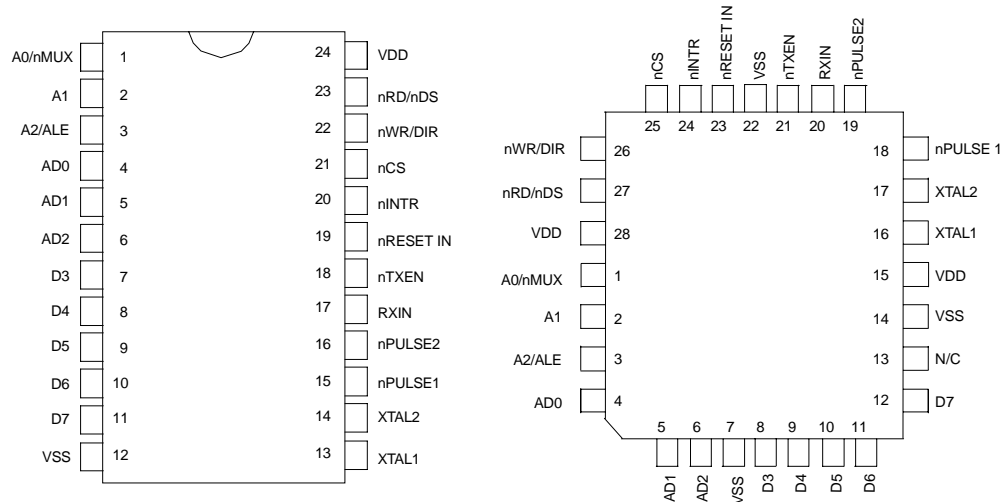 A0/nMUX 1 24 VDD
A1 2 23 nRD/nDS
A2/ALE 3 22 nWR/DIR
AD0 4 21 nCS
AD1 5 20 nINTR
AD2 6 19 nRESET IN
D3 7 18 nTXEN
D4 8 17 RXIN
D5 9 16 nPULSE2
D6 10 15 nPULSE1
D7 11 14 XTAL2
VSS 12 13 XTAL1
nCS nINTR nRESET IN VSS nTXEN RXIN nPULSE2
25 24 23 22 21 20 19
nWR/DIR 26 18 nPULSE 1
nRD/nDS 27 17 XTAL2
VDD 28 16 XTAL1
A0/nMUX 1 15 VDD
A1 2 14 VSS
A2/ALE 3 13 N/C
AD0 4 12 D7
5 6 7 8 9 10 11
AD1 AD2 VSS D3 D4 D5 D6